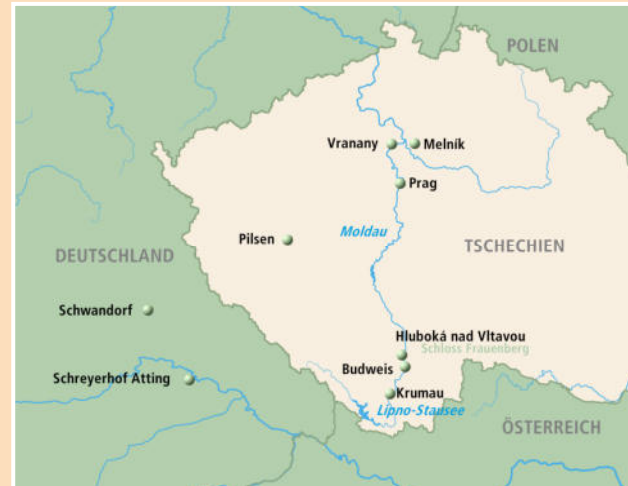 POLEN
Vranany
Melník
Prag
Moldau
Pilsen
TSCHECHIEN
DEUTSCHLAND
Schwandorf
Hluboká nad Vltavou
Schloss Frauenberg
Budweis
Schreyerhof Atting
Krumau
Lipno-Stausee
ÖSTERREICH